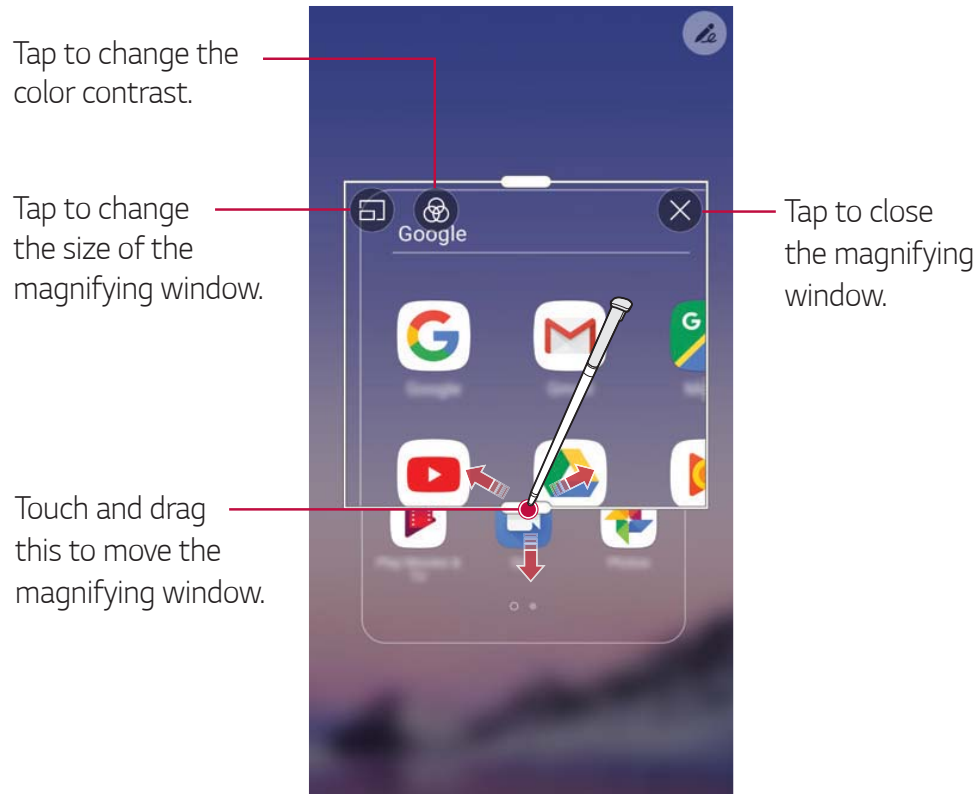 Tap to change the
color contrast.
Tap to change
the size of the
magnifying window.
Google
Tap to close
the magnifying
window.
G
Touch and drag
this to move the
magnifying window.